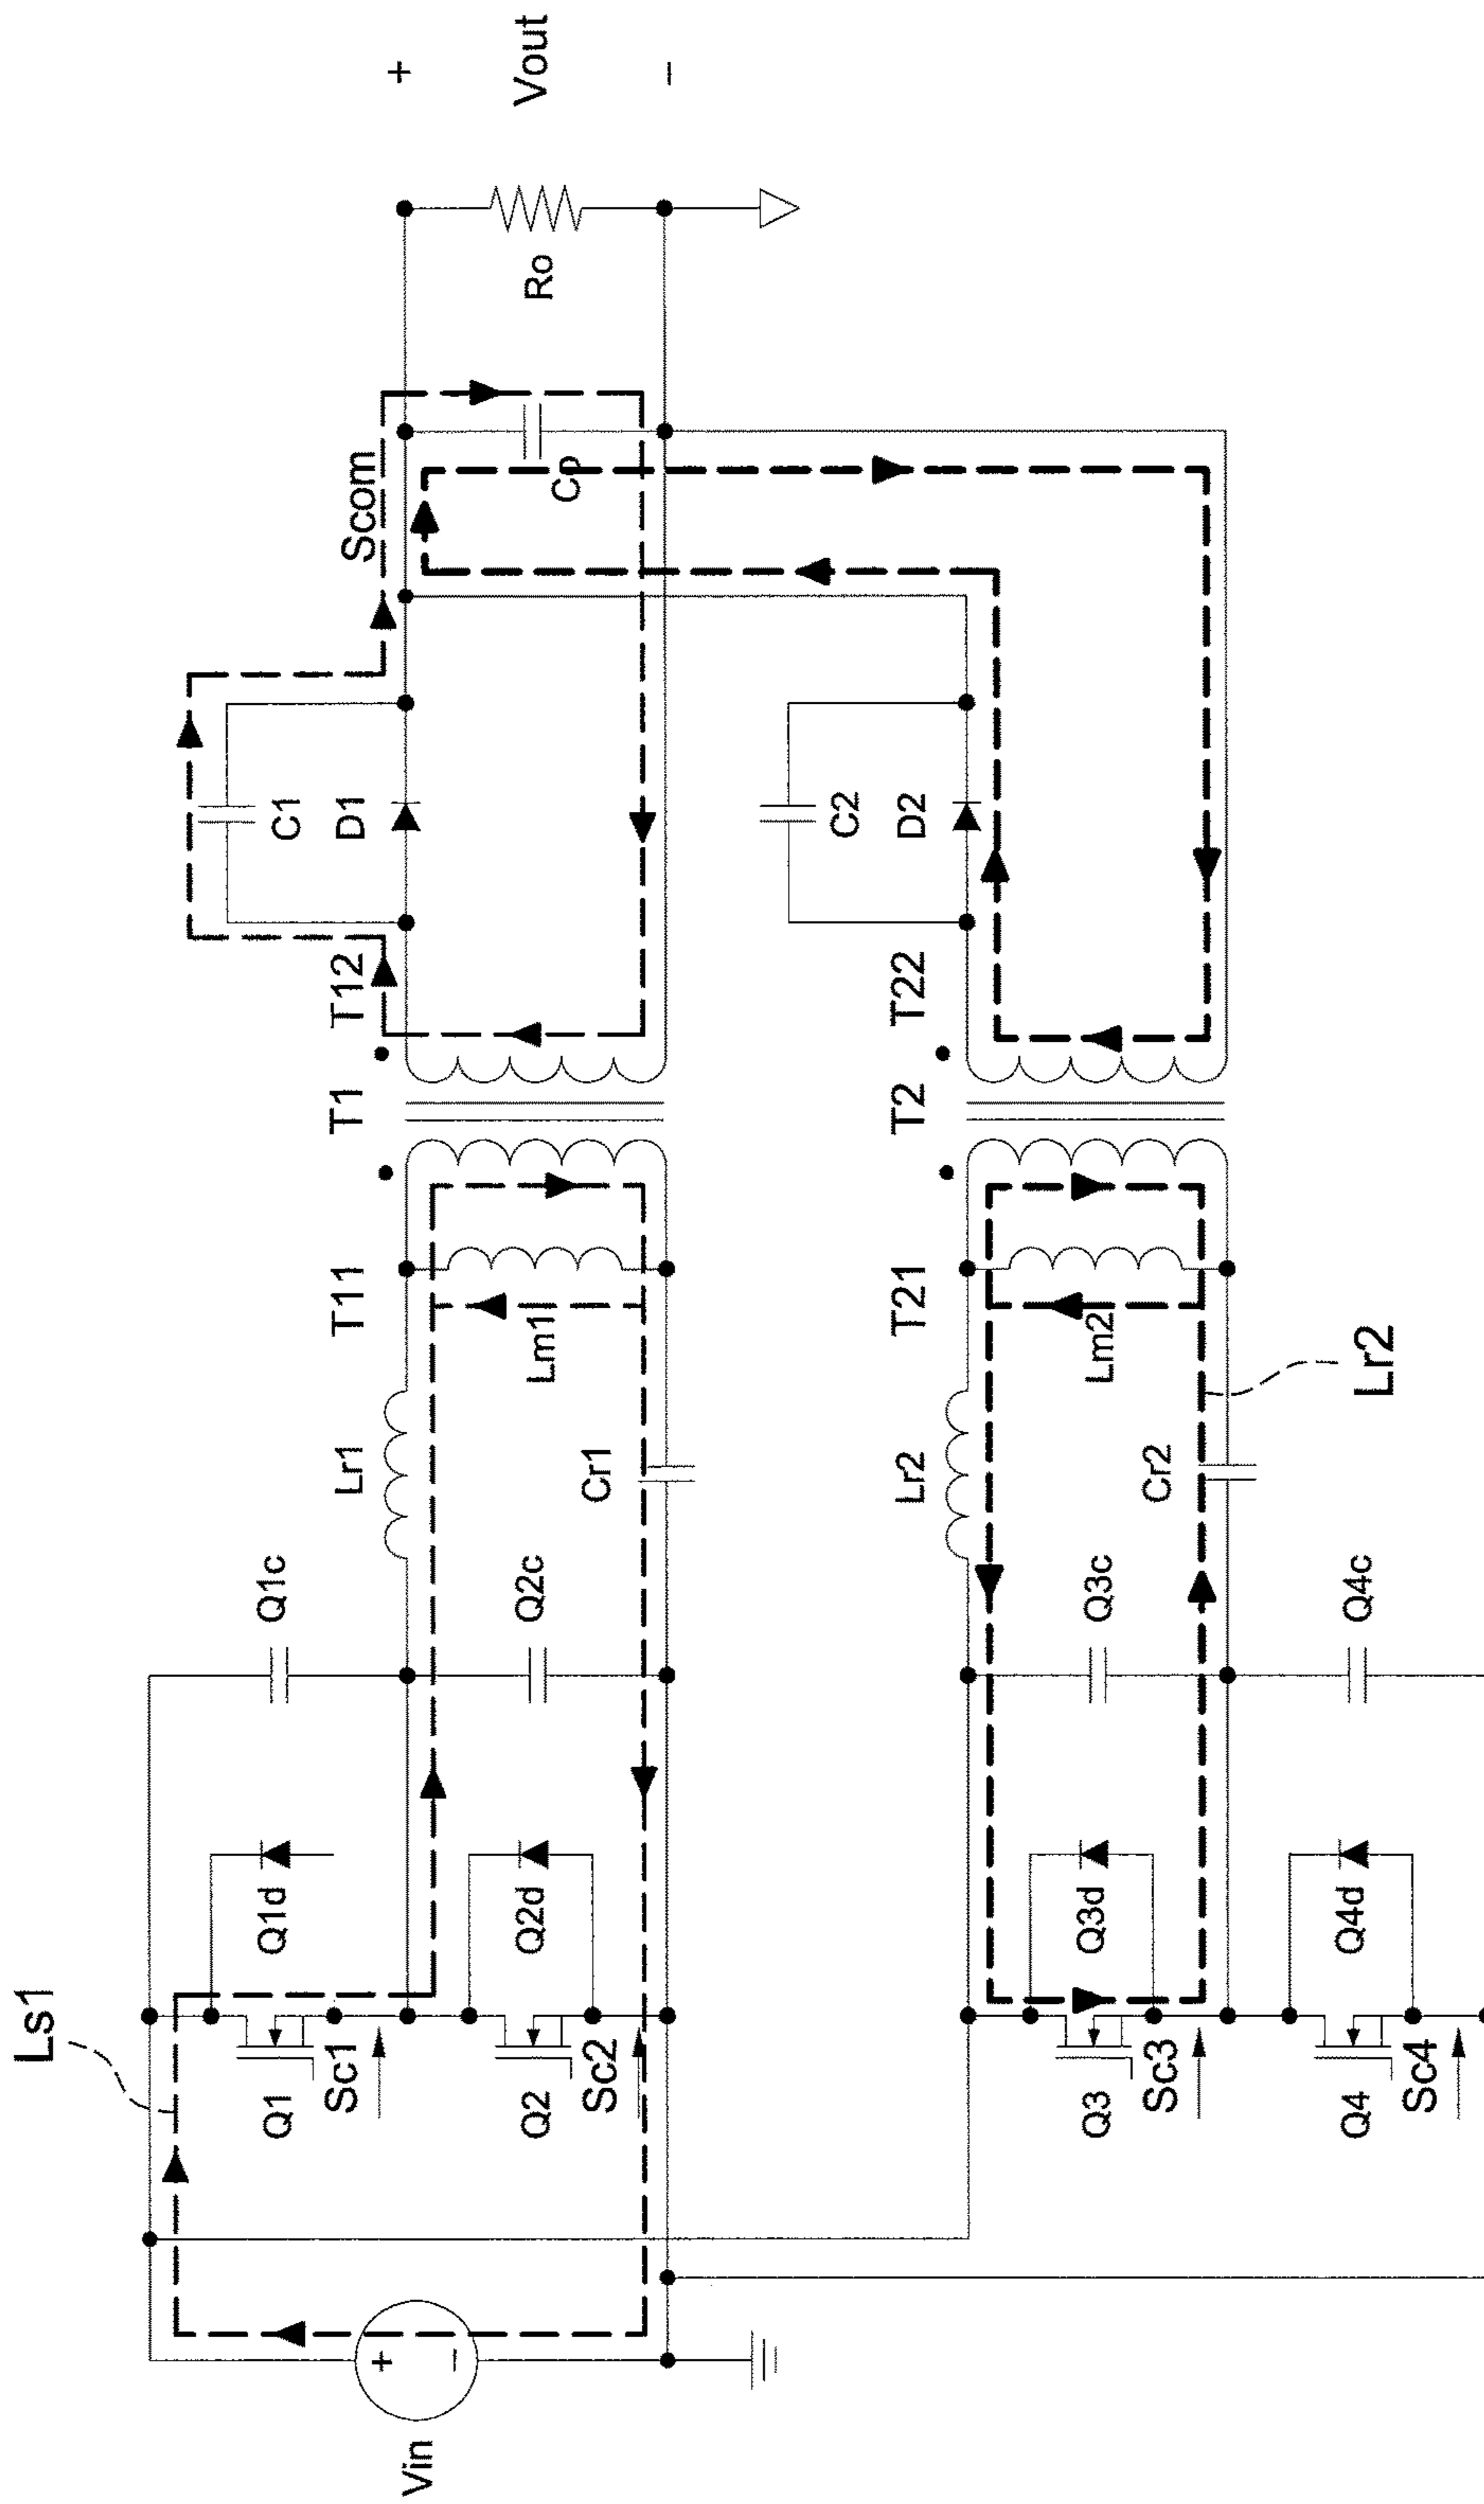 Ls1
Vin
+
−
Q1
Sc1
Q1d
Q1c
Q2
Sc2
Q2d
Q2c
Lr1
Cr1
T11
Lm1
T1
T12
C1
D1
Scom
Cp
Ro
+
Vout
−
Q3
Sc3
Q3d
Q3c
Q4
Sc4
Q4d
Q4c
Lr2
Cr2
Lr2
T21
Lm2
T2
T22
C2
D2